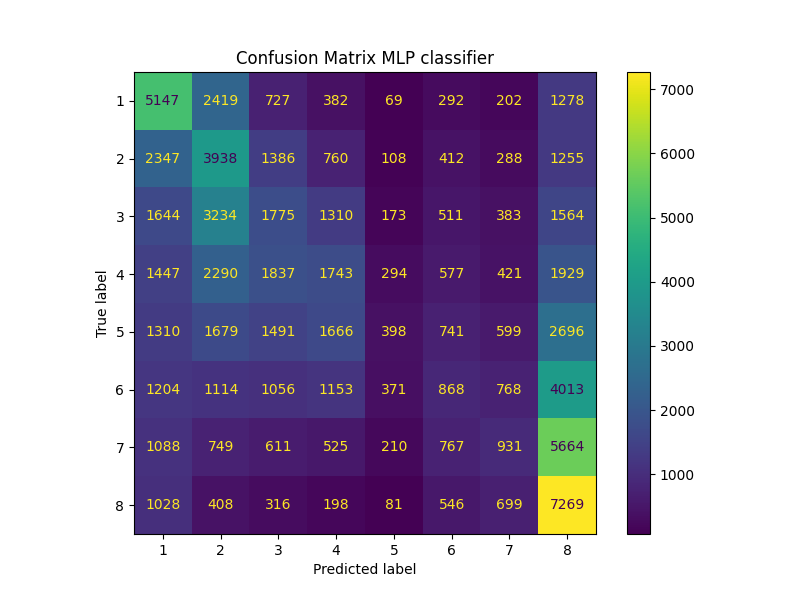 Confusion Matrix MLP classifier
True label
1 5147 2419 727 382 69 292 202 1278
2 2347 3938 1386 760 108 412 288 1255
3 1644 3234 1775 1310 173 511 383 1564
4 1447 2290 1837 1743 294 577 421 1929
5 1310 1679 1491 1666 398 741 599 2696
6 1204 1114 1056 1153 371 868 768 4013
7 1088 749 611 525 210 767 931 5664
8 1028 408 316 198 81 546 699 7269
1 2 3 4 5 6 7 8
Predicted label
7000
6000
5000
4000
3000
2000
1000